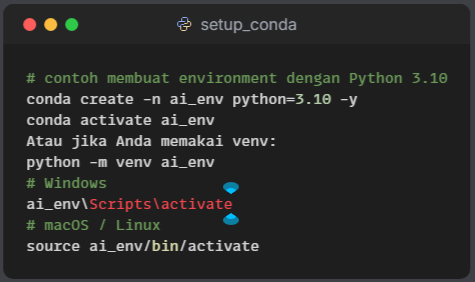 setup_conda
# contoh membuat environment dengan Python 3.10
conda create -n ai_env python=3.10 -y
conda activate ai_env
Atau jika Anda memakai venv:
python -m venv ai_env
# Windows
ai_env\Scripts\activate
# macOS / Linux
source ai_env/bin/activate